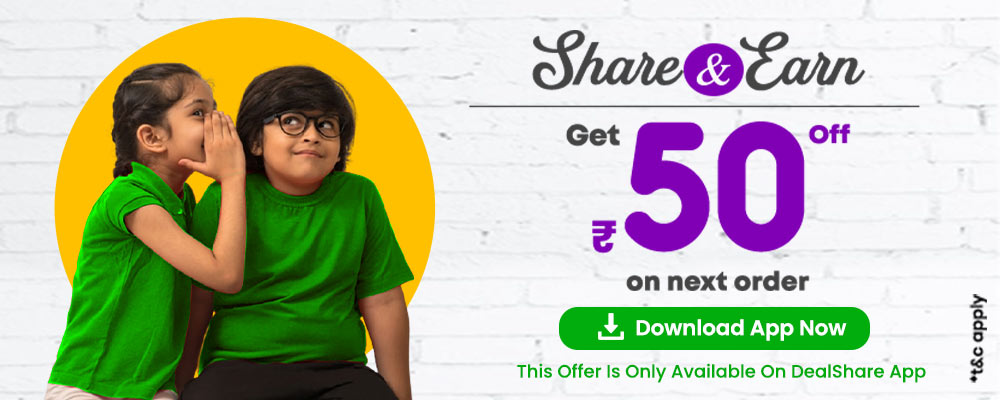 Share & Earn
Get ₹50 Off
on next order
Download App Now
This Offer Is Only Available On DealShare App
*t&c apply